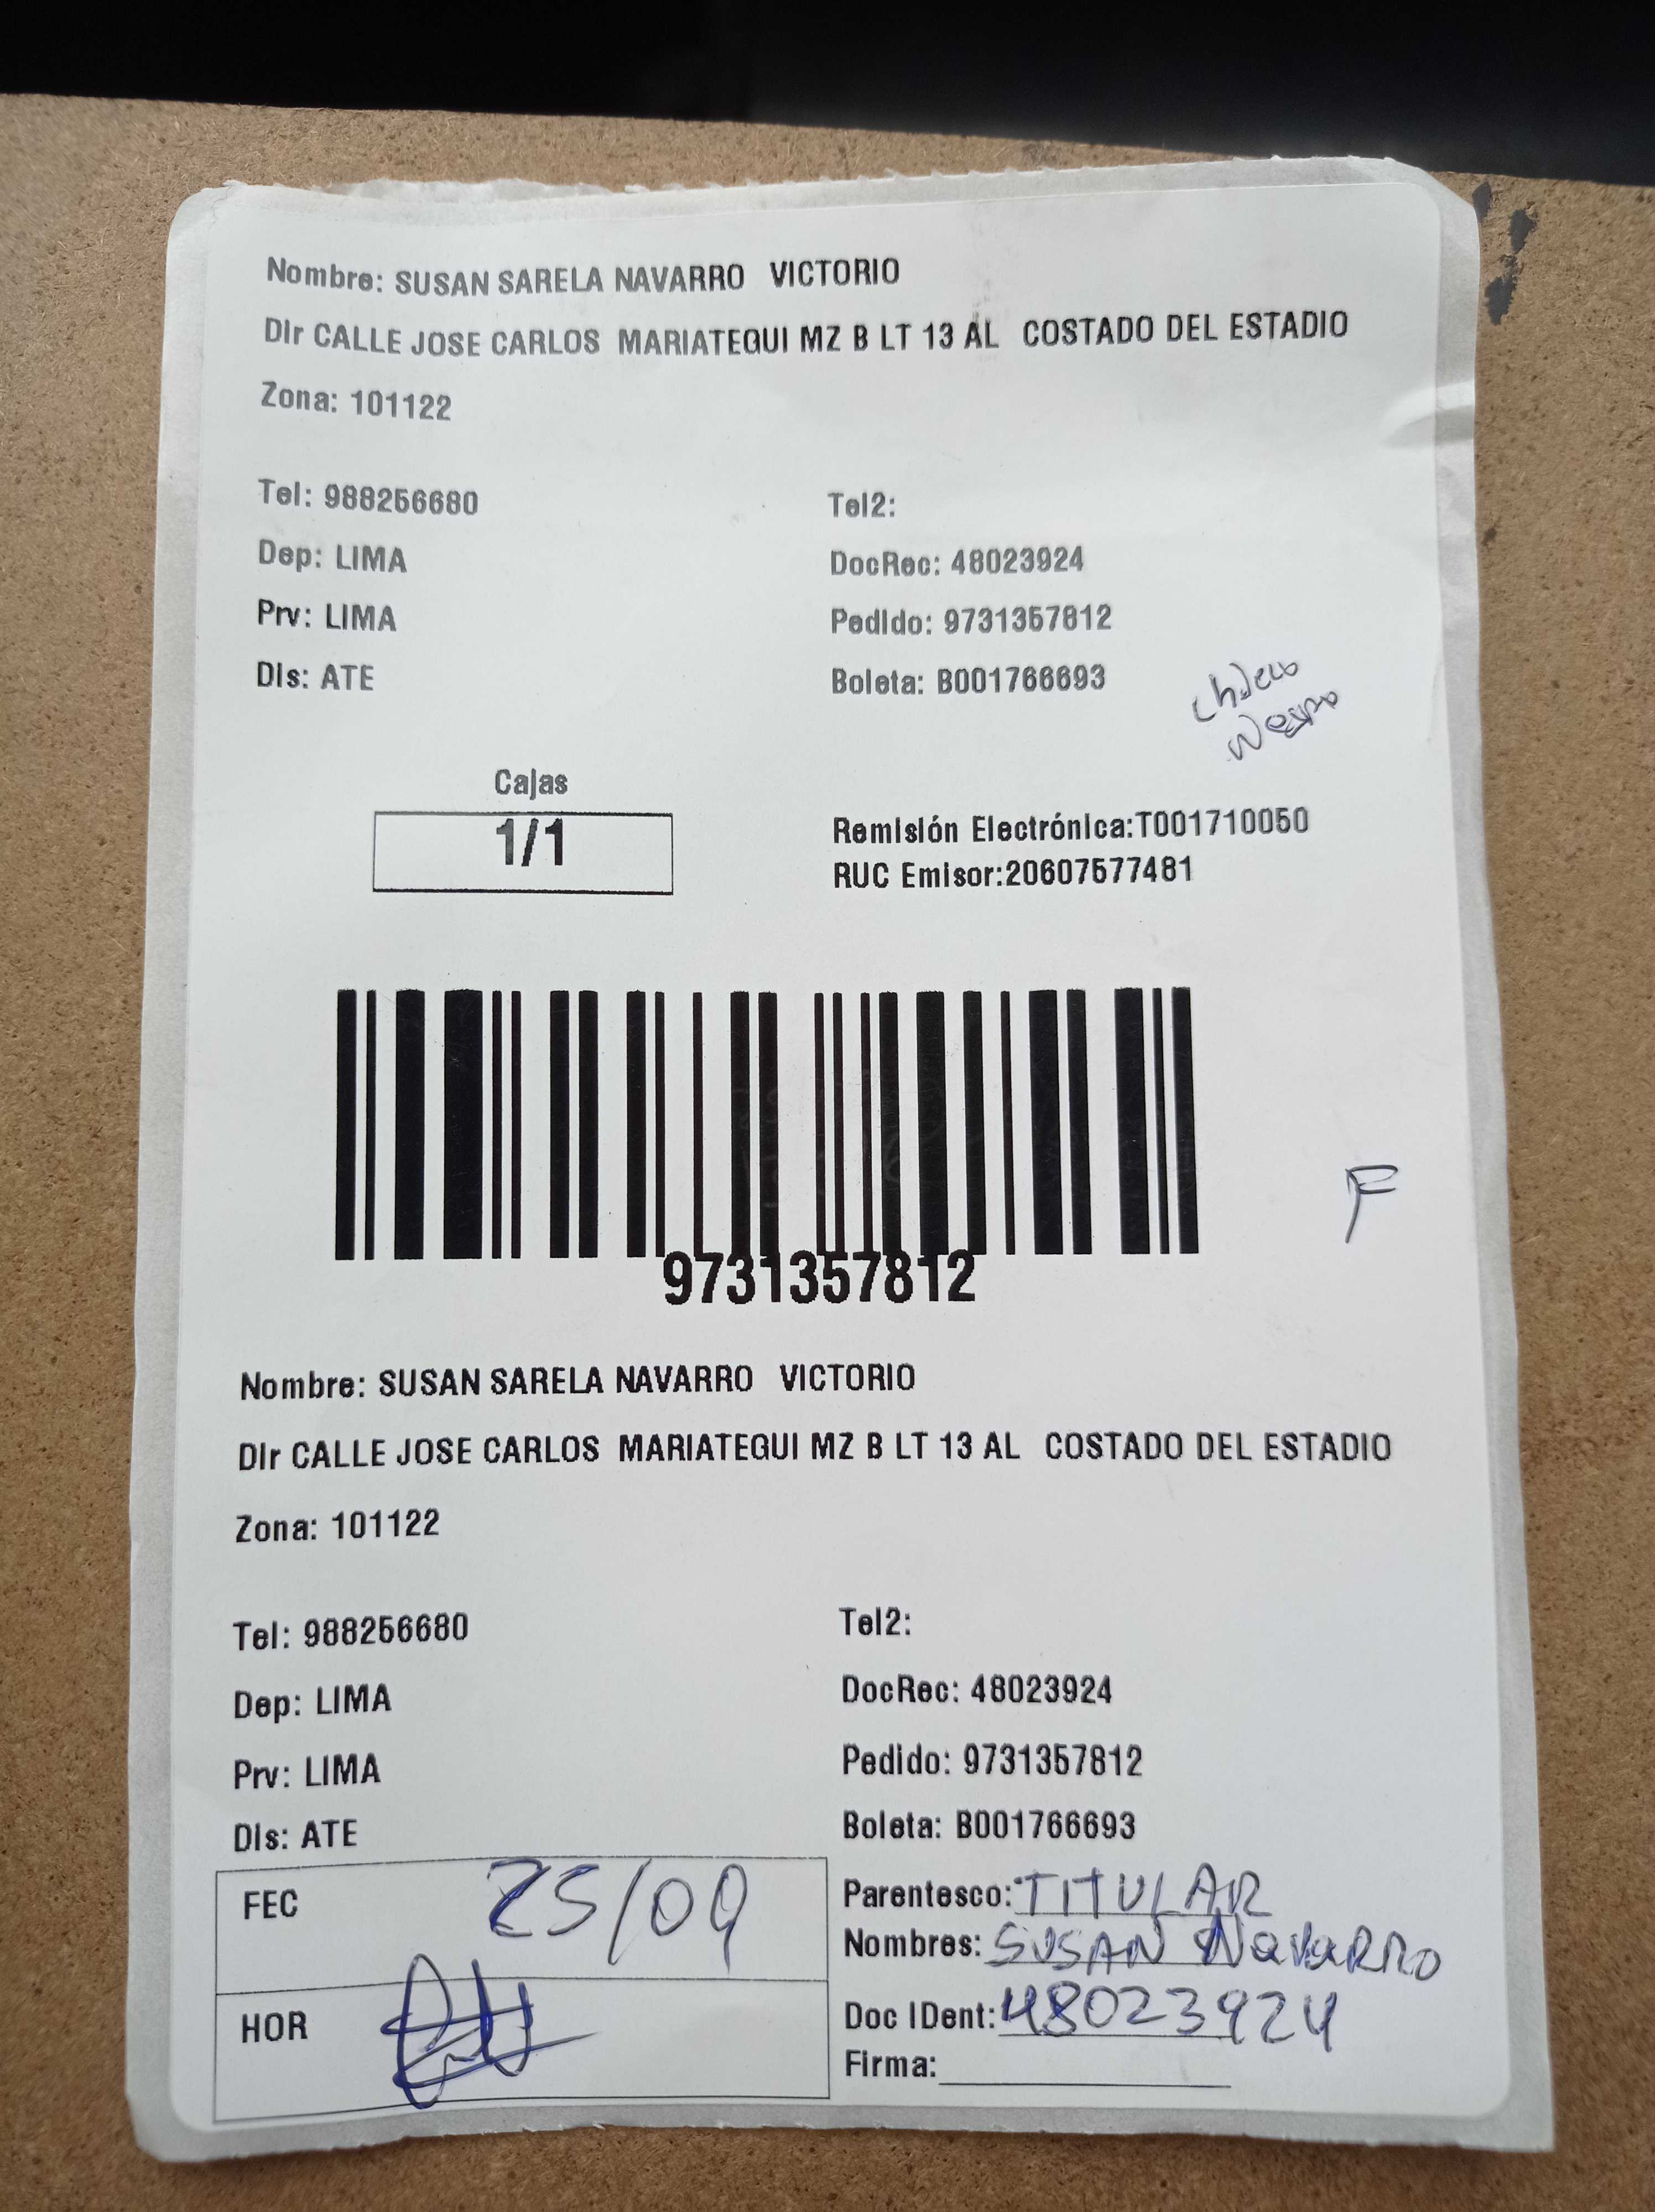 Nombre: SUSAN SARELA NAVARRO VICTORIO
Dir CALLE JOSE CARLOS MARIATEGUI MZ B LT 13 AL COSTADO DEL ESTADIO
Zona: 101122
Tel: 988256680 Tel2:
Dep: LIMA DocRec: 48023924
Prv: LIMA Pedido: 9731357812
Dis: ATE Boleta: B001766693
Negro
Cajas
1/1
Remisión Electrónica:T001710050
RUC Emisor:20607577481
9731357812
F
Nombre: SUSAN SARELA NAVARRO VICTORIO
Dir CALLE JOSE CARLOS MARIATEGUI MZ B LT 13 AL COSTADO DEL ESTADIO
Zona: 101122
Tel: 988256680 Tel2:
Dep: LIMA DocRec: 48023924
Prv: LIMA Pedido: 9731357812
Dis: ATE Boleta: B001766693
FEC 25/09 Parentesco: TITULAR
Nombres: SUSAN NavaRRO
HOR Doc IDent: 48023924
Firma: